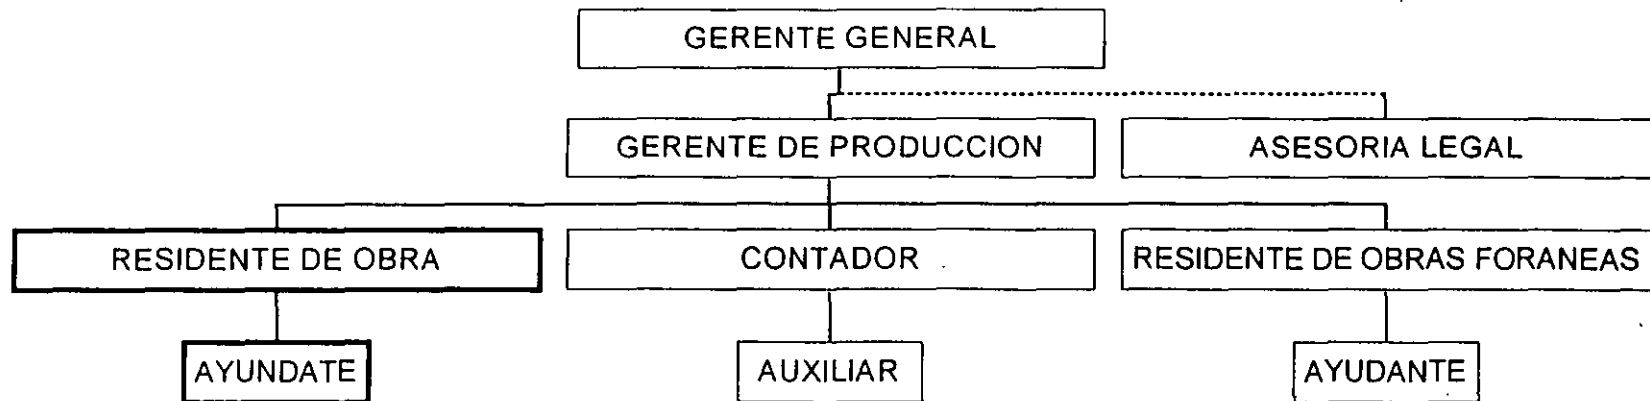 GERENTE GENERAL
GERENTE DE PRODUCCION
ASESORIA LEGAL
RESIDENTE DE OBRA
CONTADOR
RESIDENTE DE OBRAS FORANEAS
AYUNDATE
AUXILIAR
AYUDANTE